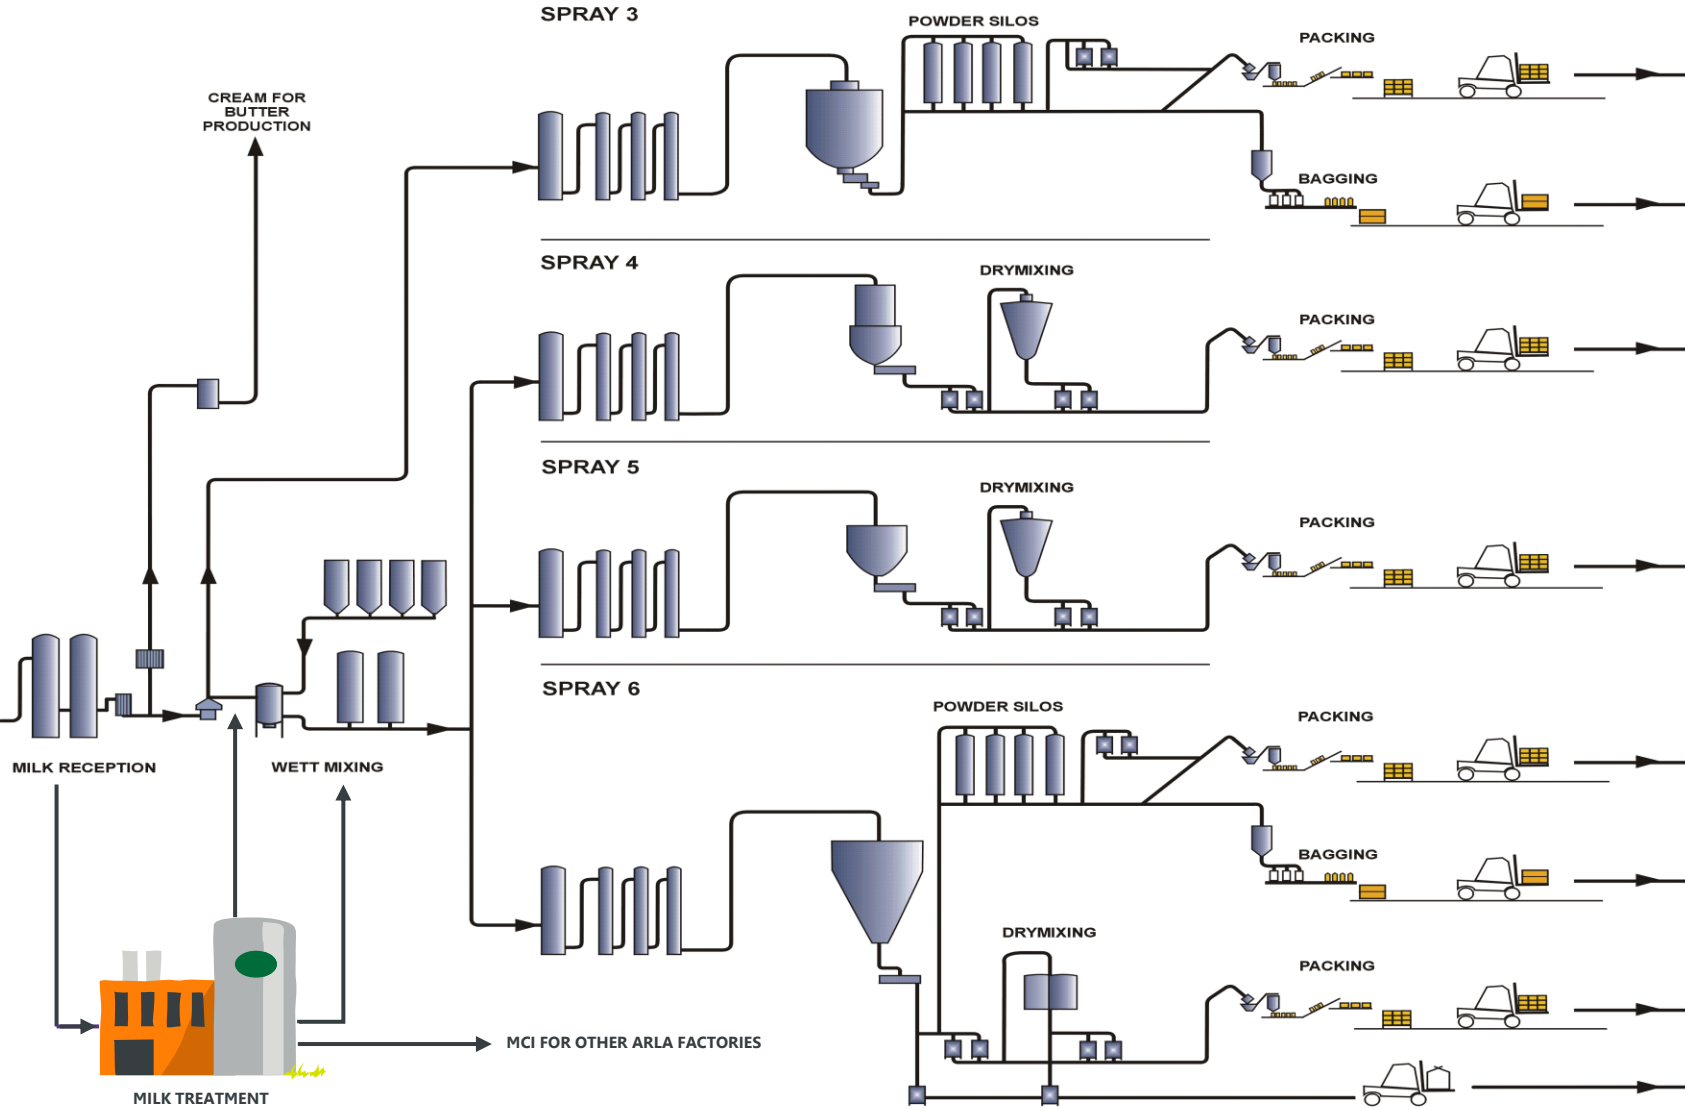 SPRAY 3
POWDER SILOS
PACKING
CREAM FOR
BUTTER
PRODUCTION
BAGGING
SPRAY 4
DRYMIXING
PACKING
SPRAY 5
DRYMIXING
PACKING
SPRAY 6
POWDER SILOS
PACKING
MILK RECEPTION
WETT MIXING
BAGGING
DRYMIXING
PACKING
MCI FOR OTHER ARLA FACTORIES
MILK TREATMENT